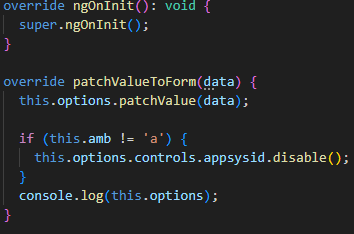 override ngOnInit(): void {
  super.ngOnInit();
}

override patchValueToForm(data) {
  this.options.patchValue(data);

  if (this.amb != 'a') {
    this.options.controls.appsysid.disable();
  }
  console.log(this.options);
}